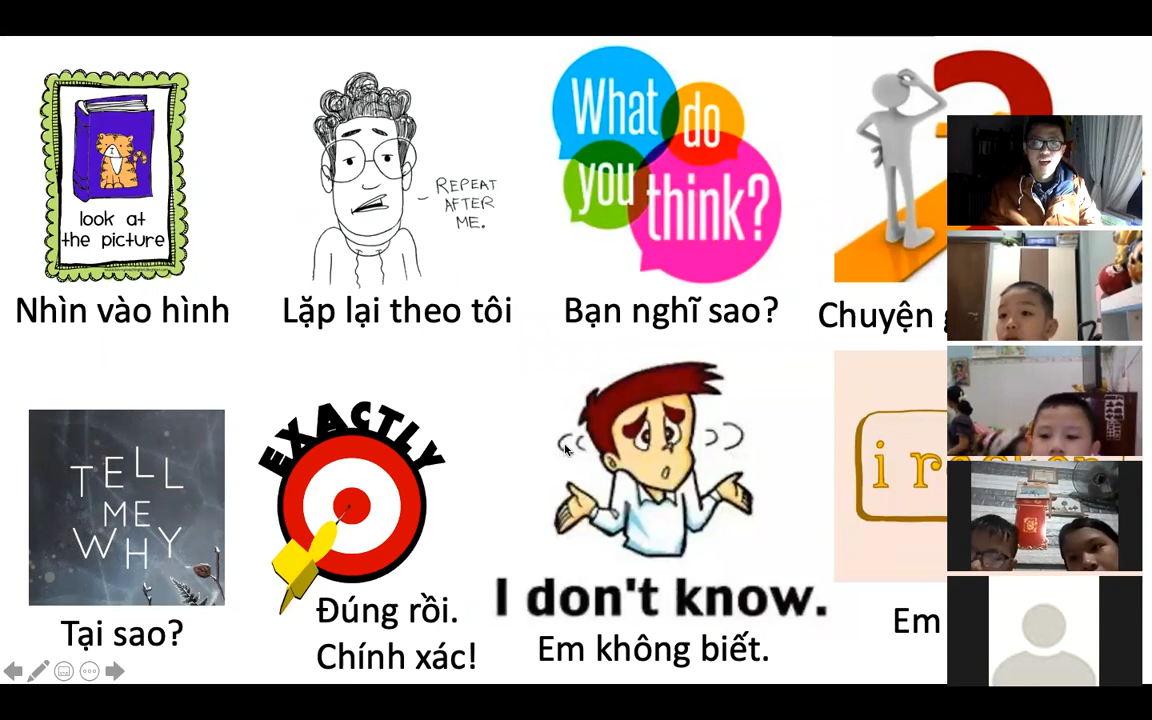 look at
the picture
REPEAT
AFTER
ME.
What do
you think?
Nhìn vào hình
Lặp lại theo tôi
Bạn nghĩ sao?
Chuyện
TELL
ME
WHY
EXACTLY
I don't know.
i
Tại sao?
Đúng rồi.
Chính xác!
Em không biết.
Em